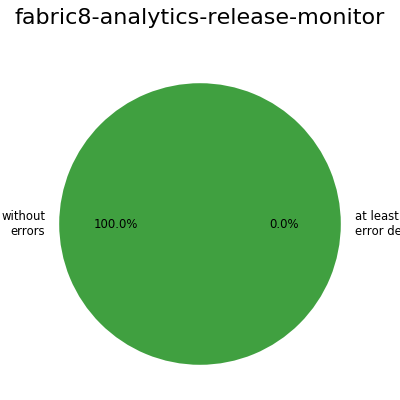 fabric8-analytics-release-monitor
without
errors
100.0%
0.0%
at least
error de